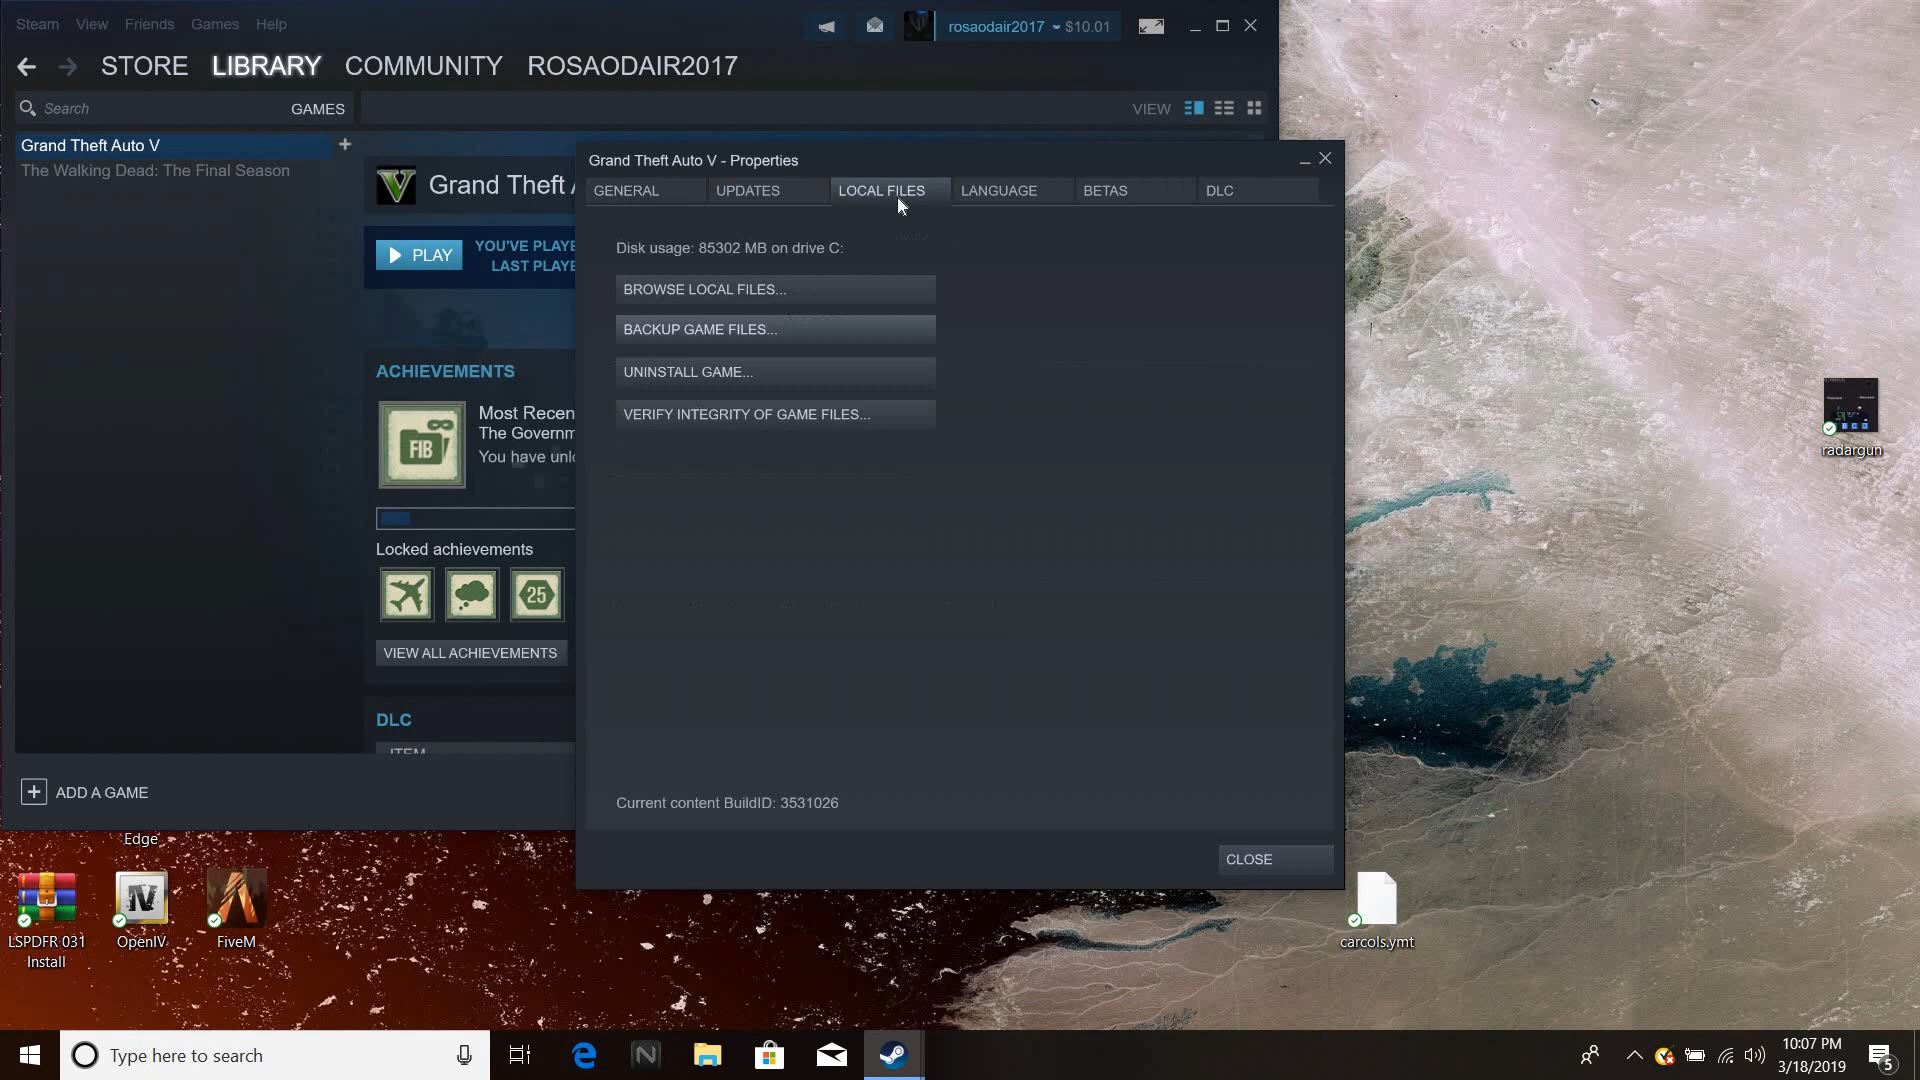 Steam View Friends Games Help
rosaodair2017 $10.01
STORE LIBRARY COMMUNITY ROSAODAIR2017
Search GAMES
VIEW
Grand Theft Auto V
The Walking Dead: The Final Season
Grand Theft
PLAY
YOU'VE PLAYE
LAST PLAYE
ACHIEVEMENTS
FIB
Most Recen
The Governm
You have unlo
Locked achievements
25
VIEW ALL ACHIEVEMENTS
DLC
ITEM
ADD A GAME
Grand Theft Auto V - Properties
GENERAL UPDATES LOCAL FILES LANGUAGE BETAS DLC
Disk usage: 85302 MB on drive C:
BROWSE LOCAL FILES...
BACKUP GAME FILES...
UNINSTALL GAME...
VERIFY INTEGRITY OF GAME FILES...
Current content BuildID: 3531026
CLOSE
radargun
Edge
LSPDFR 031
Install
OpenIV
FiveM
carcols.ymt
Type here to search
10:07 PM
3/18/2019
5